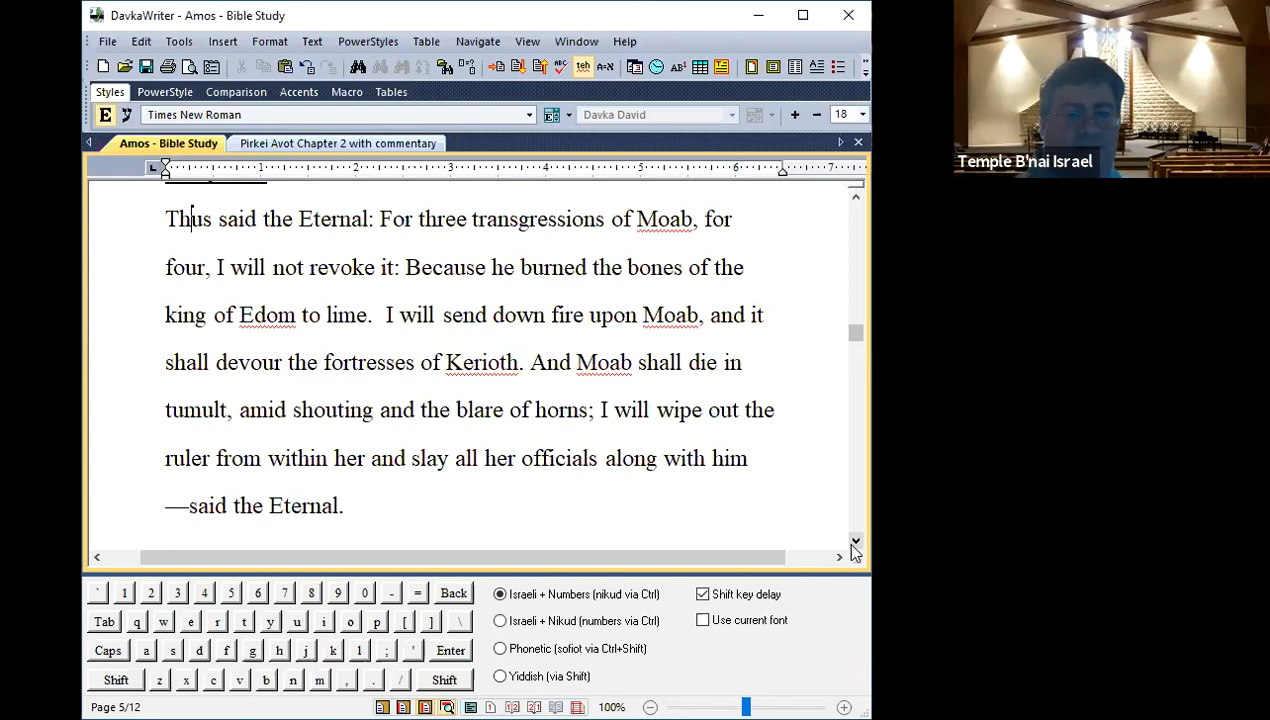 DavkaWriter - Amos - Bible Study
File Edit Tools Insert Format Text PowerStyles Table Navigate View Window Help
Styles PowerStyle Comparison Accents Macro Tables
E Times New Roman Davka David 18
Amos - Bible Study Pirkei Avot Chapter 2 with commentary
1 2 3 4 5 6 7
Thus said the Eternal: For three transgressions of Moab, for
four, I will not revoke it: Because he burned the bones of the
king of Edom to lime. I will send down fire upon Moab, and it
shall devour the fortresses of Kerioth. And Moab shall die in
tumult, amid shouting and the blare of horns; I will wipe out the
ruler from within her and slay all her officials along with him
—said the Eternal.
` 1 2 3 4 5 6 7 8 9 0 - = Back
Tab q w e r t y u i o p [ ] \
Caps a s d f g h j k l ; ' Enter
Shift z x c v b n m , . / Shift
Israeli + Numbers (nikud via Ctrl) Shift key delay
Israeli + Nikud (numbers via Ctrl) Use current font
Phonetic (sofiot via Ctrl+Shift)
Yiddish (via Shift)
Page 5/12 100%
Temple B'nai Israel